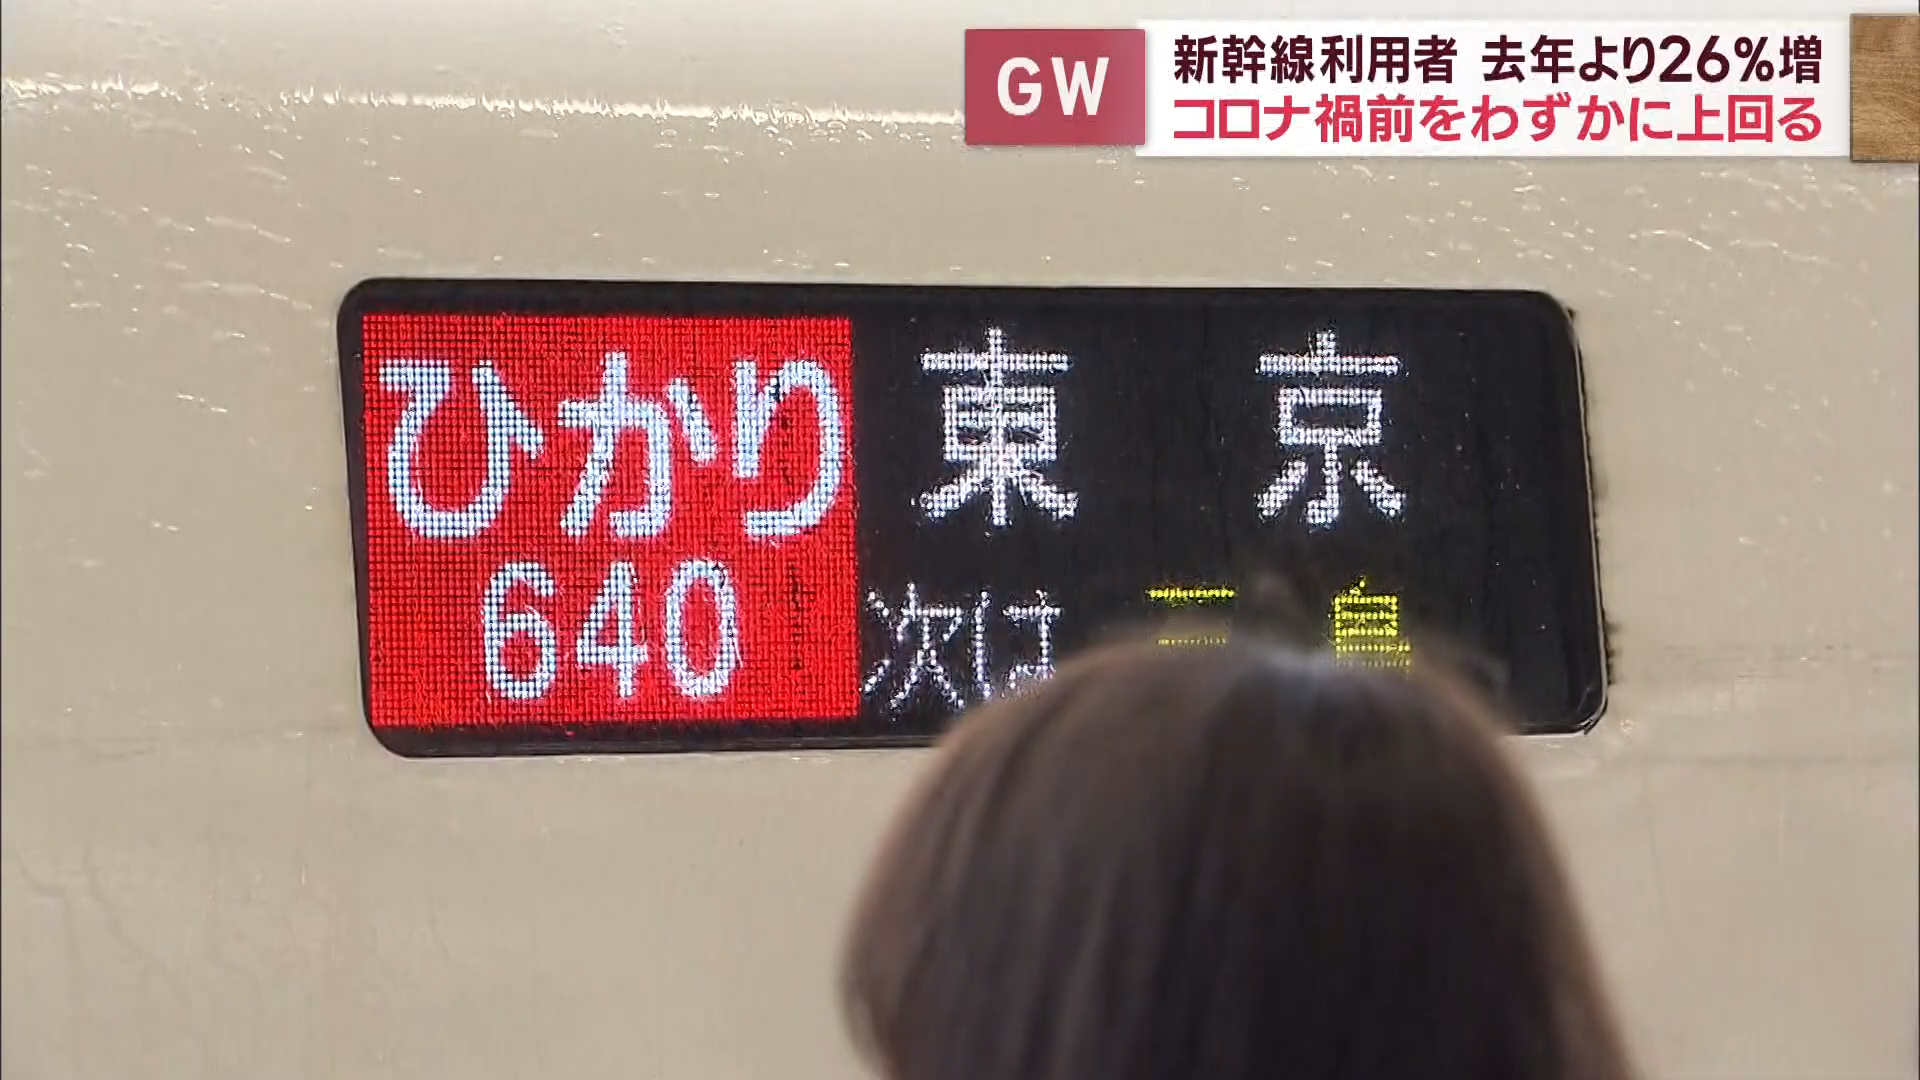 GW
新幹線利用者 去年より26%増
コロナ禍前をわずかに上回る
ひかり 東京
640 次は